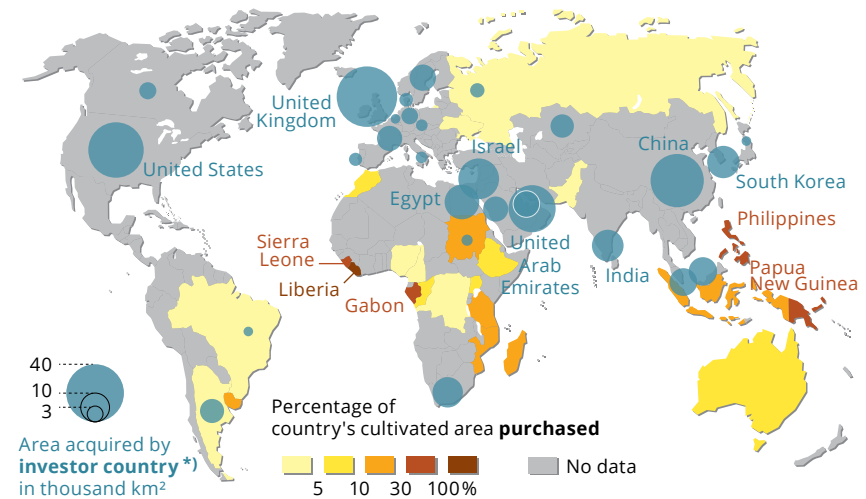 United
Kingdom
United States
Israel
Egypt
China
South Korea
Philippines
Papua
New Guinea
United
Arab
Emirates
India
Sierra
Leone
Liberia
Gabon
40
10
3
Area acquired by
investor country *)
in thousand km²
Percentage of
country's cultivated area purchased
5 10 30 100%
No data